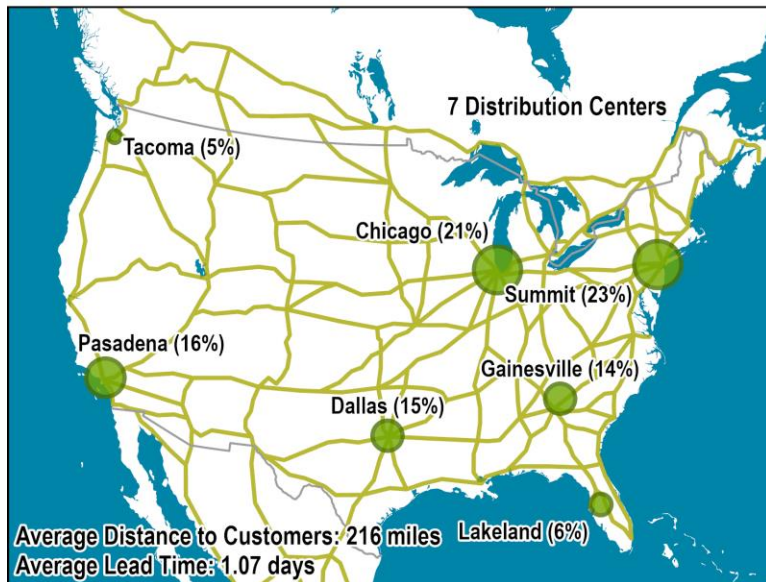 7 Distribution Centers
Tacoma (5%)
Chicago (21%)
Summit (23%)
Pasadena (16%)
Gainesville (14%)
Dallas (15%)
Average Distance to Customers: 216 miles
Lakeland (6%)
Average Lead Time: 1.07 days